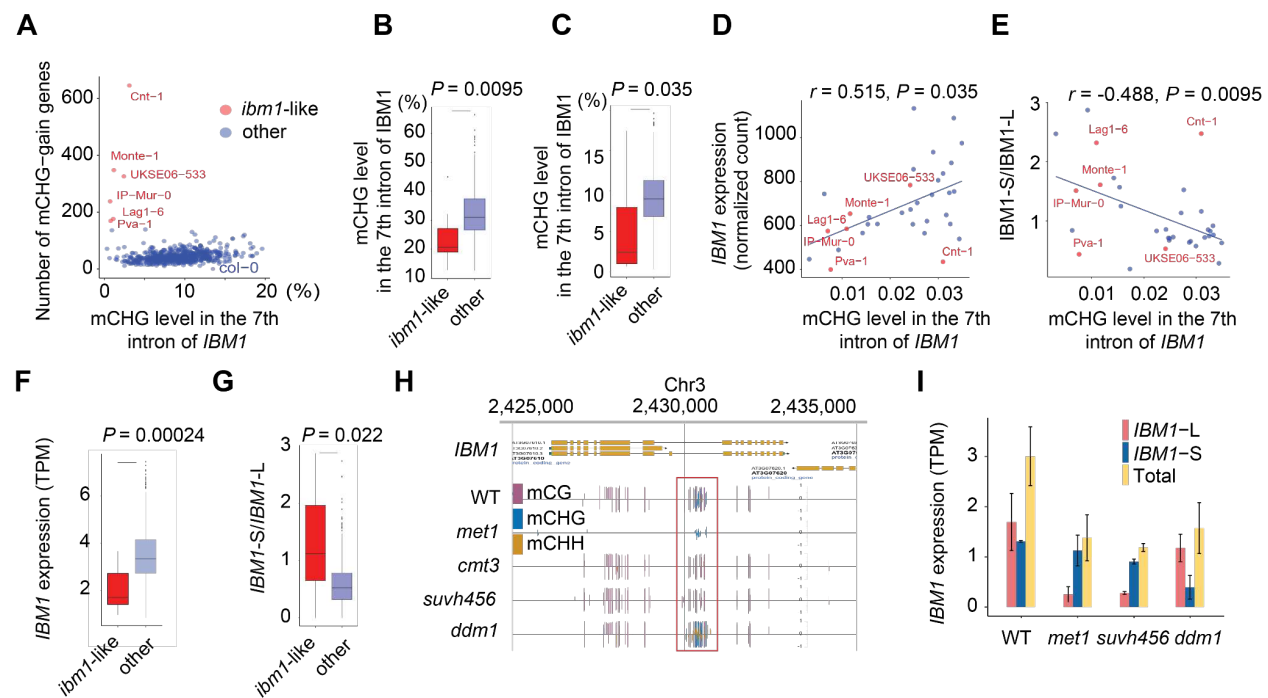 A
Number of mCHG−gain genes
600
400
200
0
Cnt−1
Monte−1
UKSE06−533
IP−Mur−0
Lag1−6
Pva−1
col−0
ibm1-like
other
0
10
20
(%)
mCHG level in the 7th
intron of IBM1
B
P = 0.0095
(%)
mCHG level
in the 7th intron of IBM1
60
50
40
30
20
10
ibm1-like
other
C
P = 0.035
(%)
mCHG level
in the 7th intron of IBM1
15
10
5
0
ibm1-like
other
D
r = 0.515, P = 0.035
IBM1 expression
(normalized count)
1000
800
600
400
UKSE06−533
Monte−1
Lag1−6
IP−Mur−0
Pva−1
Cnt−1
0.01
0.02
0.03
mCHG level in the 7th
intron of IBM1
E
r = -0.488, P = 0.0095
IBM1-S/IBM1-L
3
2
1
Lag1−6
Cnt−1
Monte−1
IP−Mur−0
Pva−1
UKSE06−533
0.01
0.02
0.03
mCHG level in the 7th
intron of IBM1
F
P = 0.00024
IBM1 expression (TPM)
6
4
2
ibm1-like
other
G
P = 0.022
IBM1-S/IBM1-L
3
2
1
0
ibm1-like
other
H
Chr3
2,425,000
2,430,000
2,435,000
IBM1
AT3G07610
protein_coding_gene
AT3G07620.1
AT3G07620
protein_coding_gene
WT
mCG
mCHG
met1
mCHH
cmt3
suvh456
ddm1
I
IBM1 expression (TPM)
3
2
1
0
IBM1−L
IBM1−S
Total
WT
met1
suvh456
ddm1